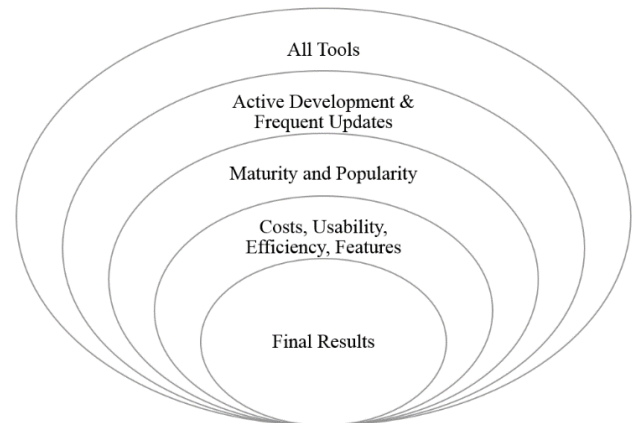 All Tools
Active Development &
Frequent Updates
Maturity and Popularity
Costs, Usability,
Efficiency, Features
Final Results